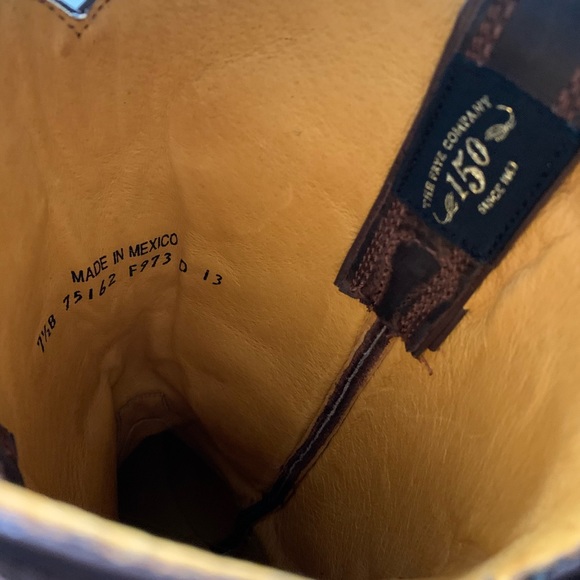 MADE IN MEXICO
7½B 75162 F973 D 13
THE FRYE COMPANY
150
SINCE 1863